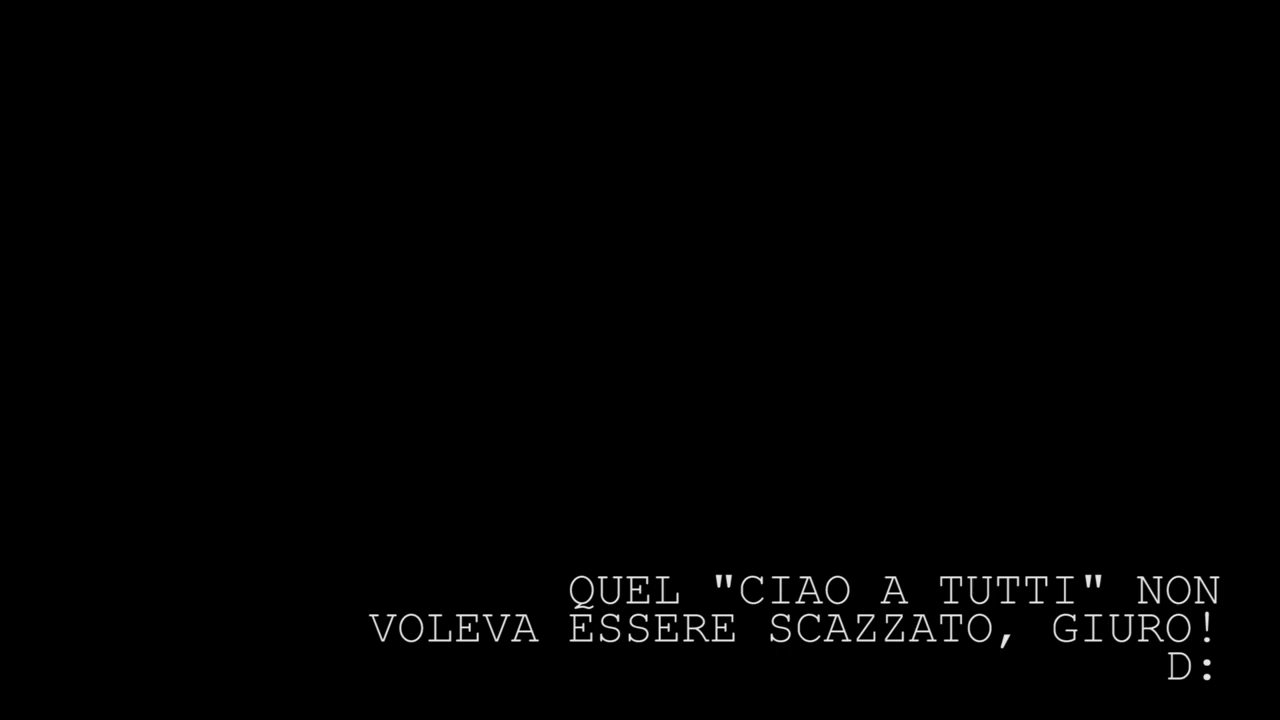 QUEL "CIAO A TUTTI" NON
VOLEVA ESSERE SCAZZATO, GIURO!
D: